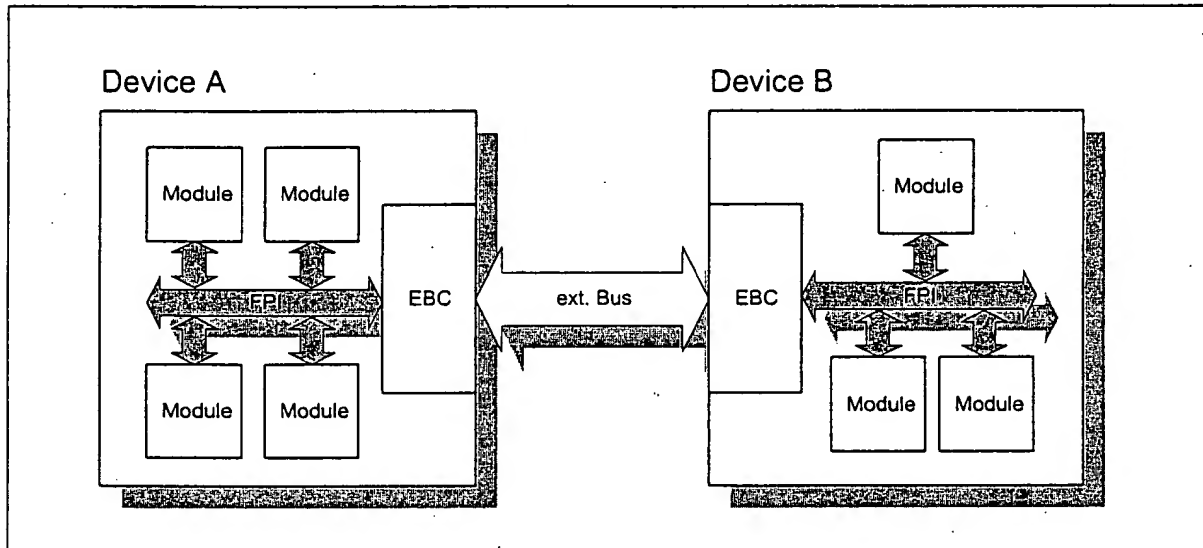 Device A
Device B
Module
Module
Module
FPI
EBC
ext. Bus
EBC
FPI
Module
Module
Module
Module